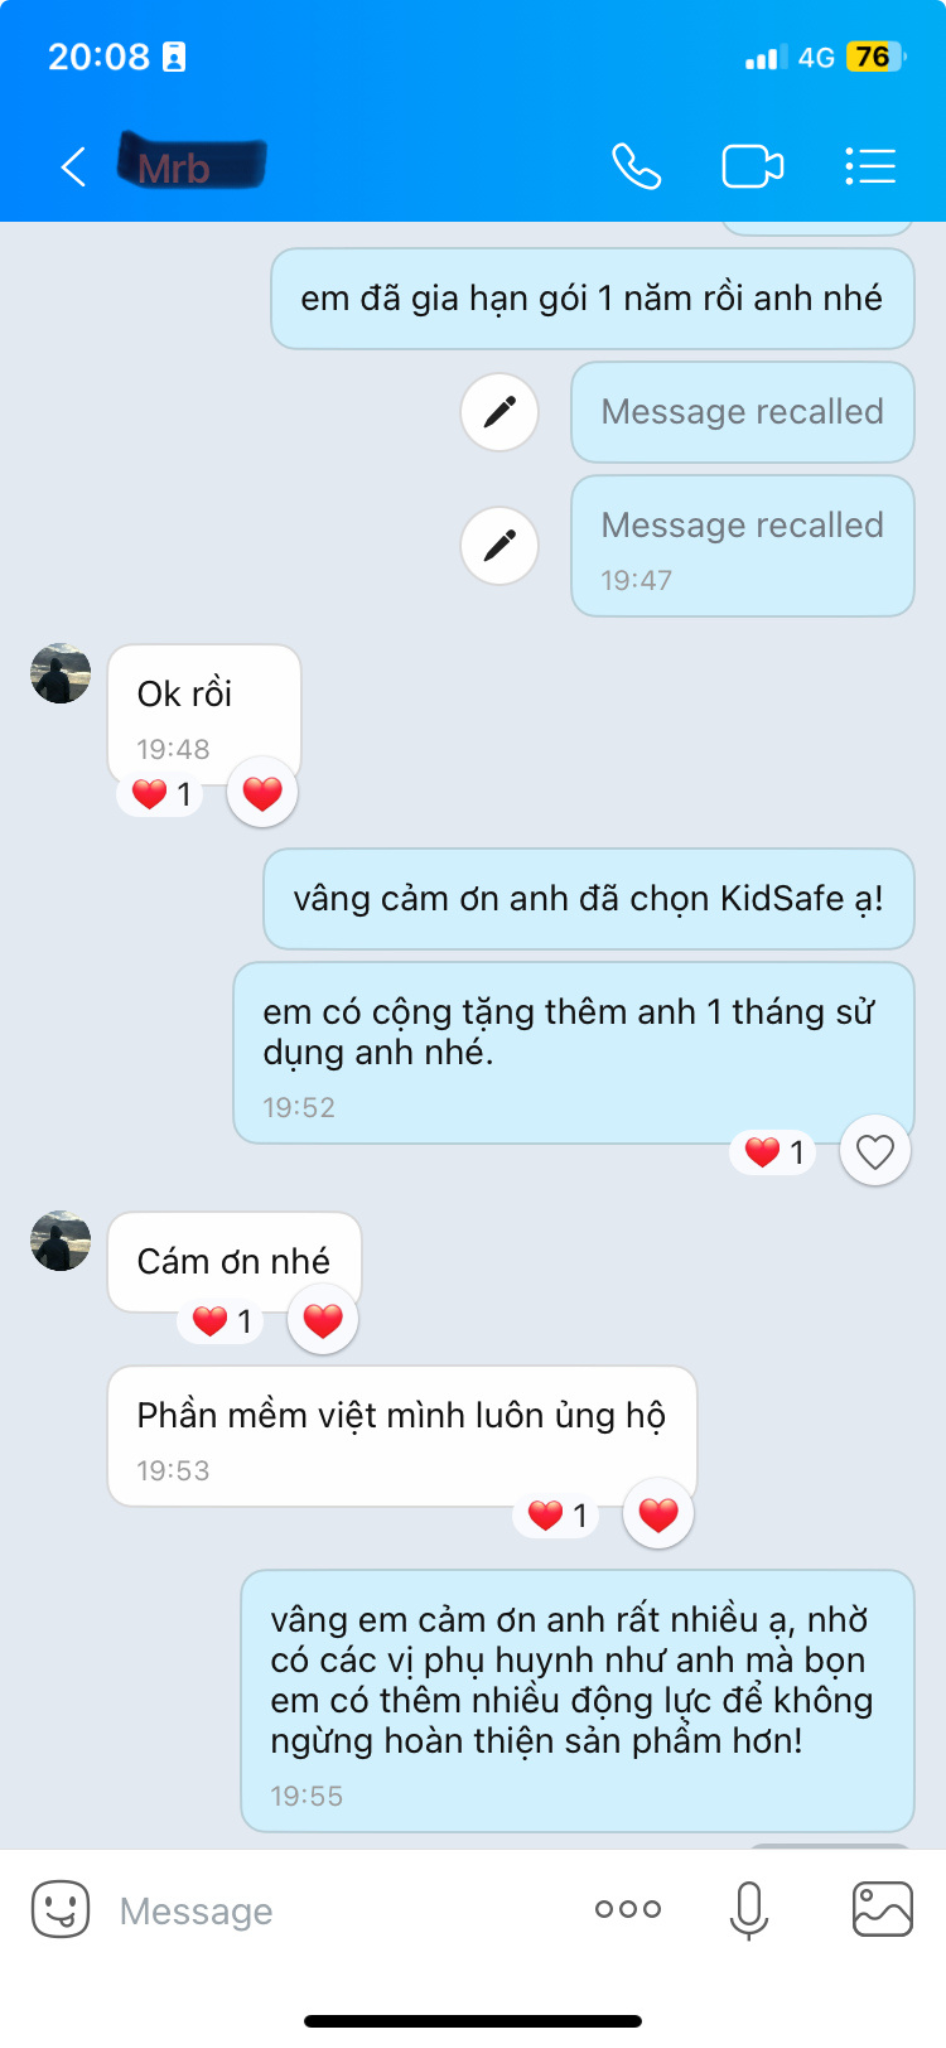 20:08
4G
76
Mrb
em đã gia hạn gói 1 năm rồi anh nhé
Message recalled
Message recalled
19:47
Ok rồi
19:48
1
vâng cảm ơn anh đã chọn KidSafe ạ!
em có cộng tặng thêm anh 1 tháng sử
dụng anh nhé.
19:52
1
Cám ơn nhé
1
Phần mềm việt mình luôn ủng hộ
19:53
1
vâng em cảm ơn anh rất nhiều ạ, nhờ
có các vị phụ huynh như anh mà bọn
em có thêm nhiều động lực để không
ngừng hoàn thiện sản phẩm hơn!
19:55
Message